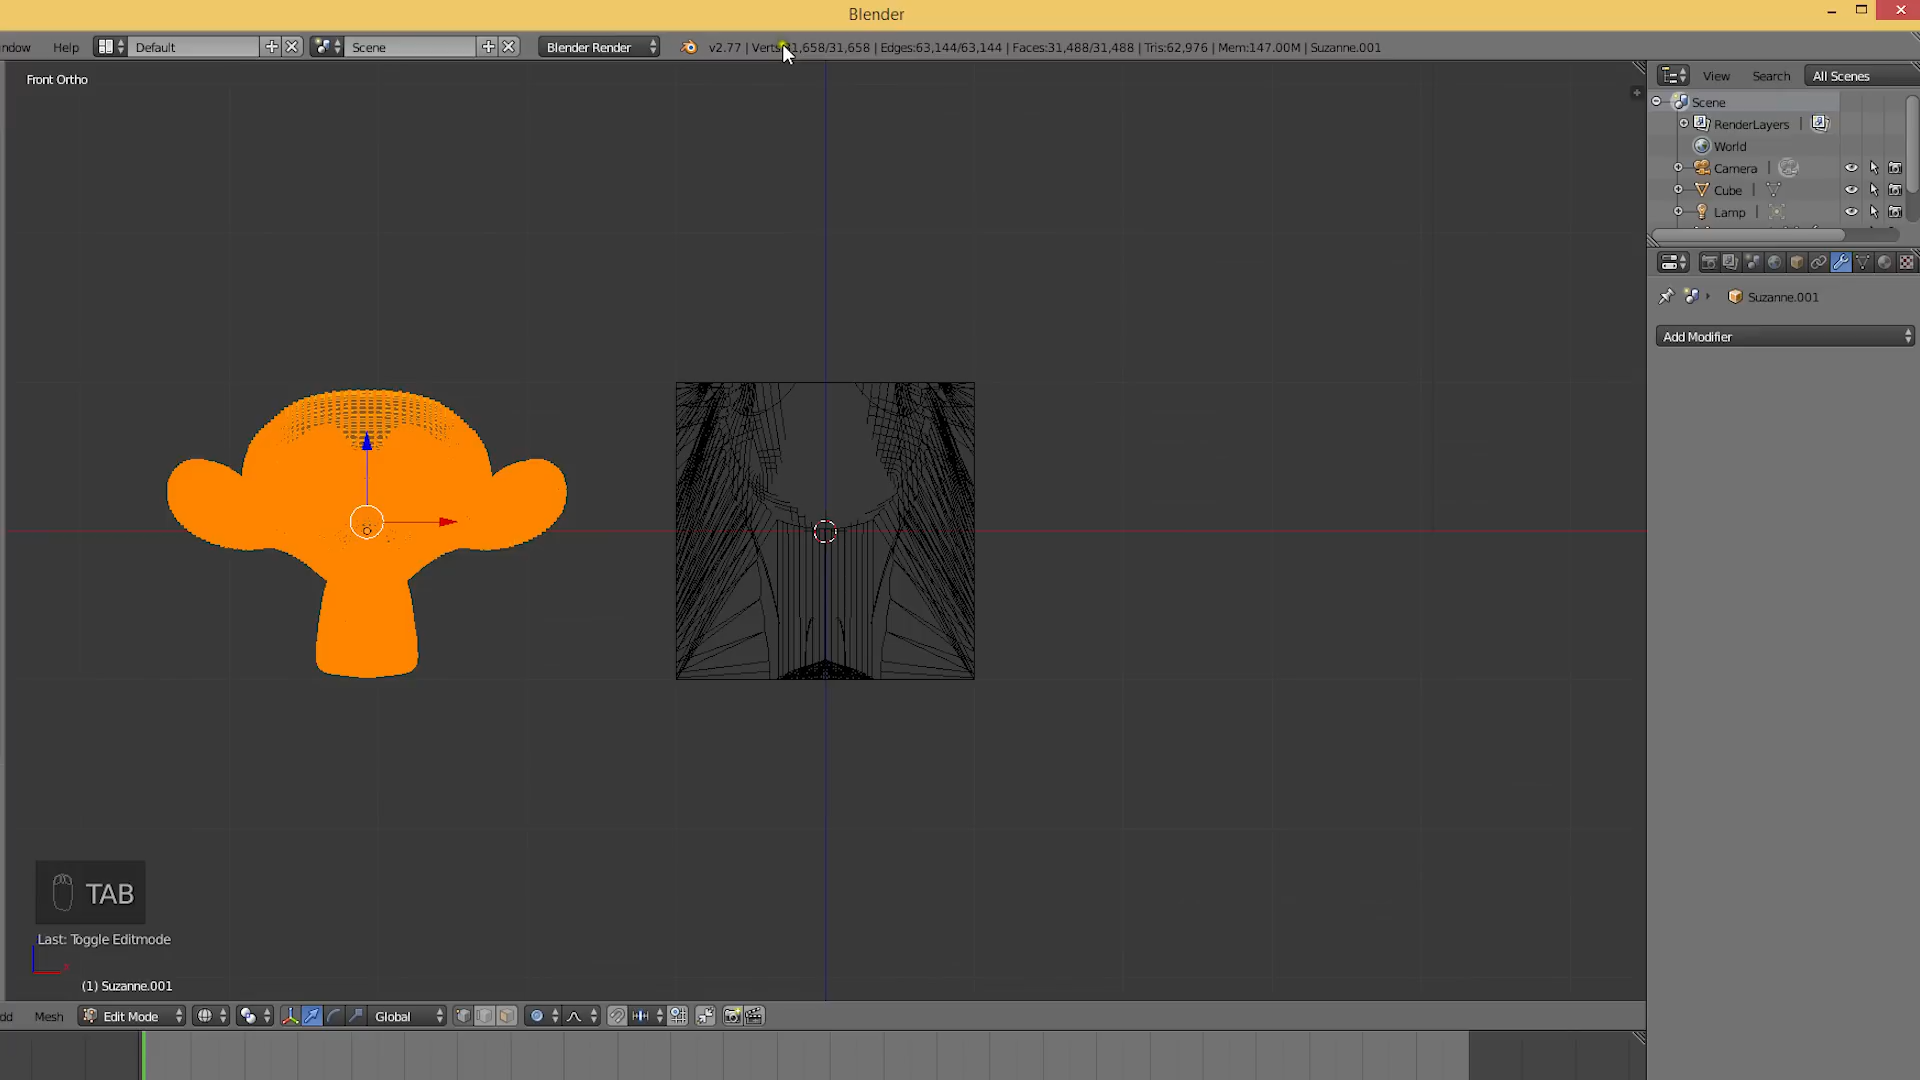 Blender
ndow Help Default Scene Blender Render v2.77 | Verts:31,658/31,658 | Edges:63,144/63,144 | Faces:31,488/31,488 | Tris:62,976 | Mem:147.00M | Suzanne.001
Front Ortho
View Search All Scenes
Scene
RenderLayers
World
Camera
Cube
Lamp
Suzanne.001
Add Modifier
TAB
Last: Toggle Editmode
(1) Suzanne.001
dd Mesh Edit Mode Global